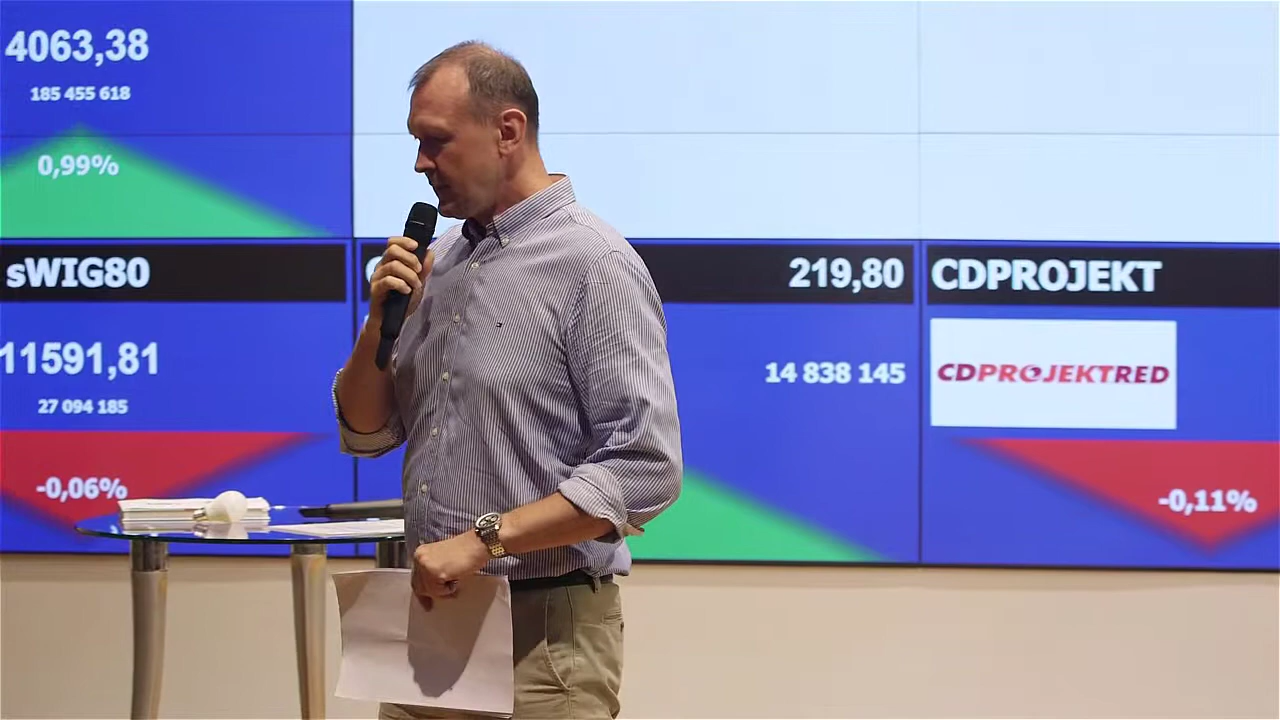 4063,38
185 455 618
0,99%
sWIG80
11591,81
27 094 185
-0,06%
219,80
14 838 145
CDPROJEKT
CDPROJEKTRED
-0,11%